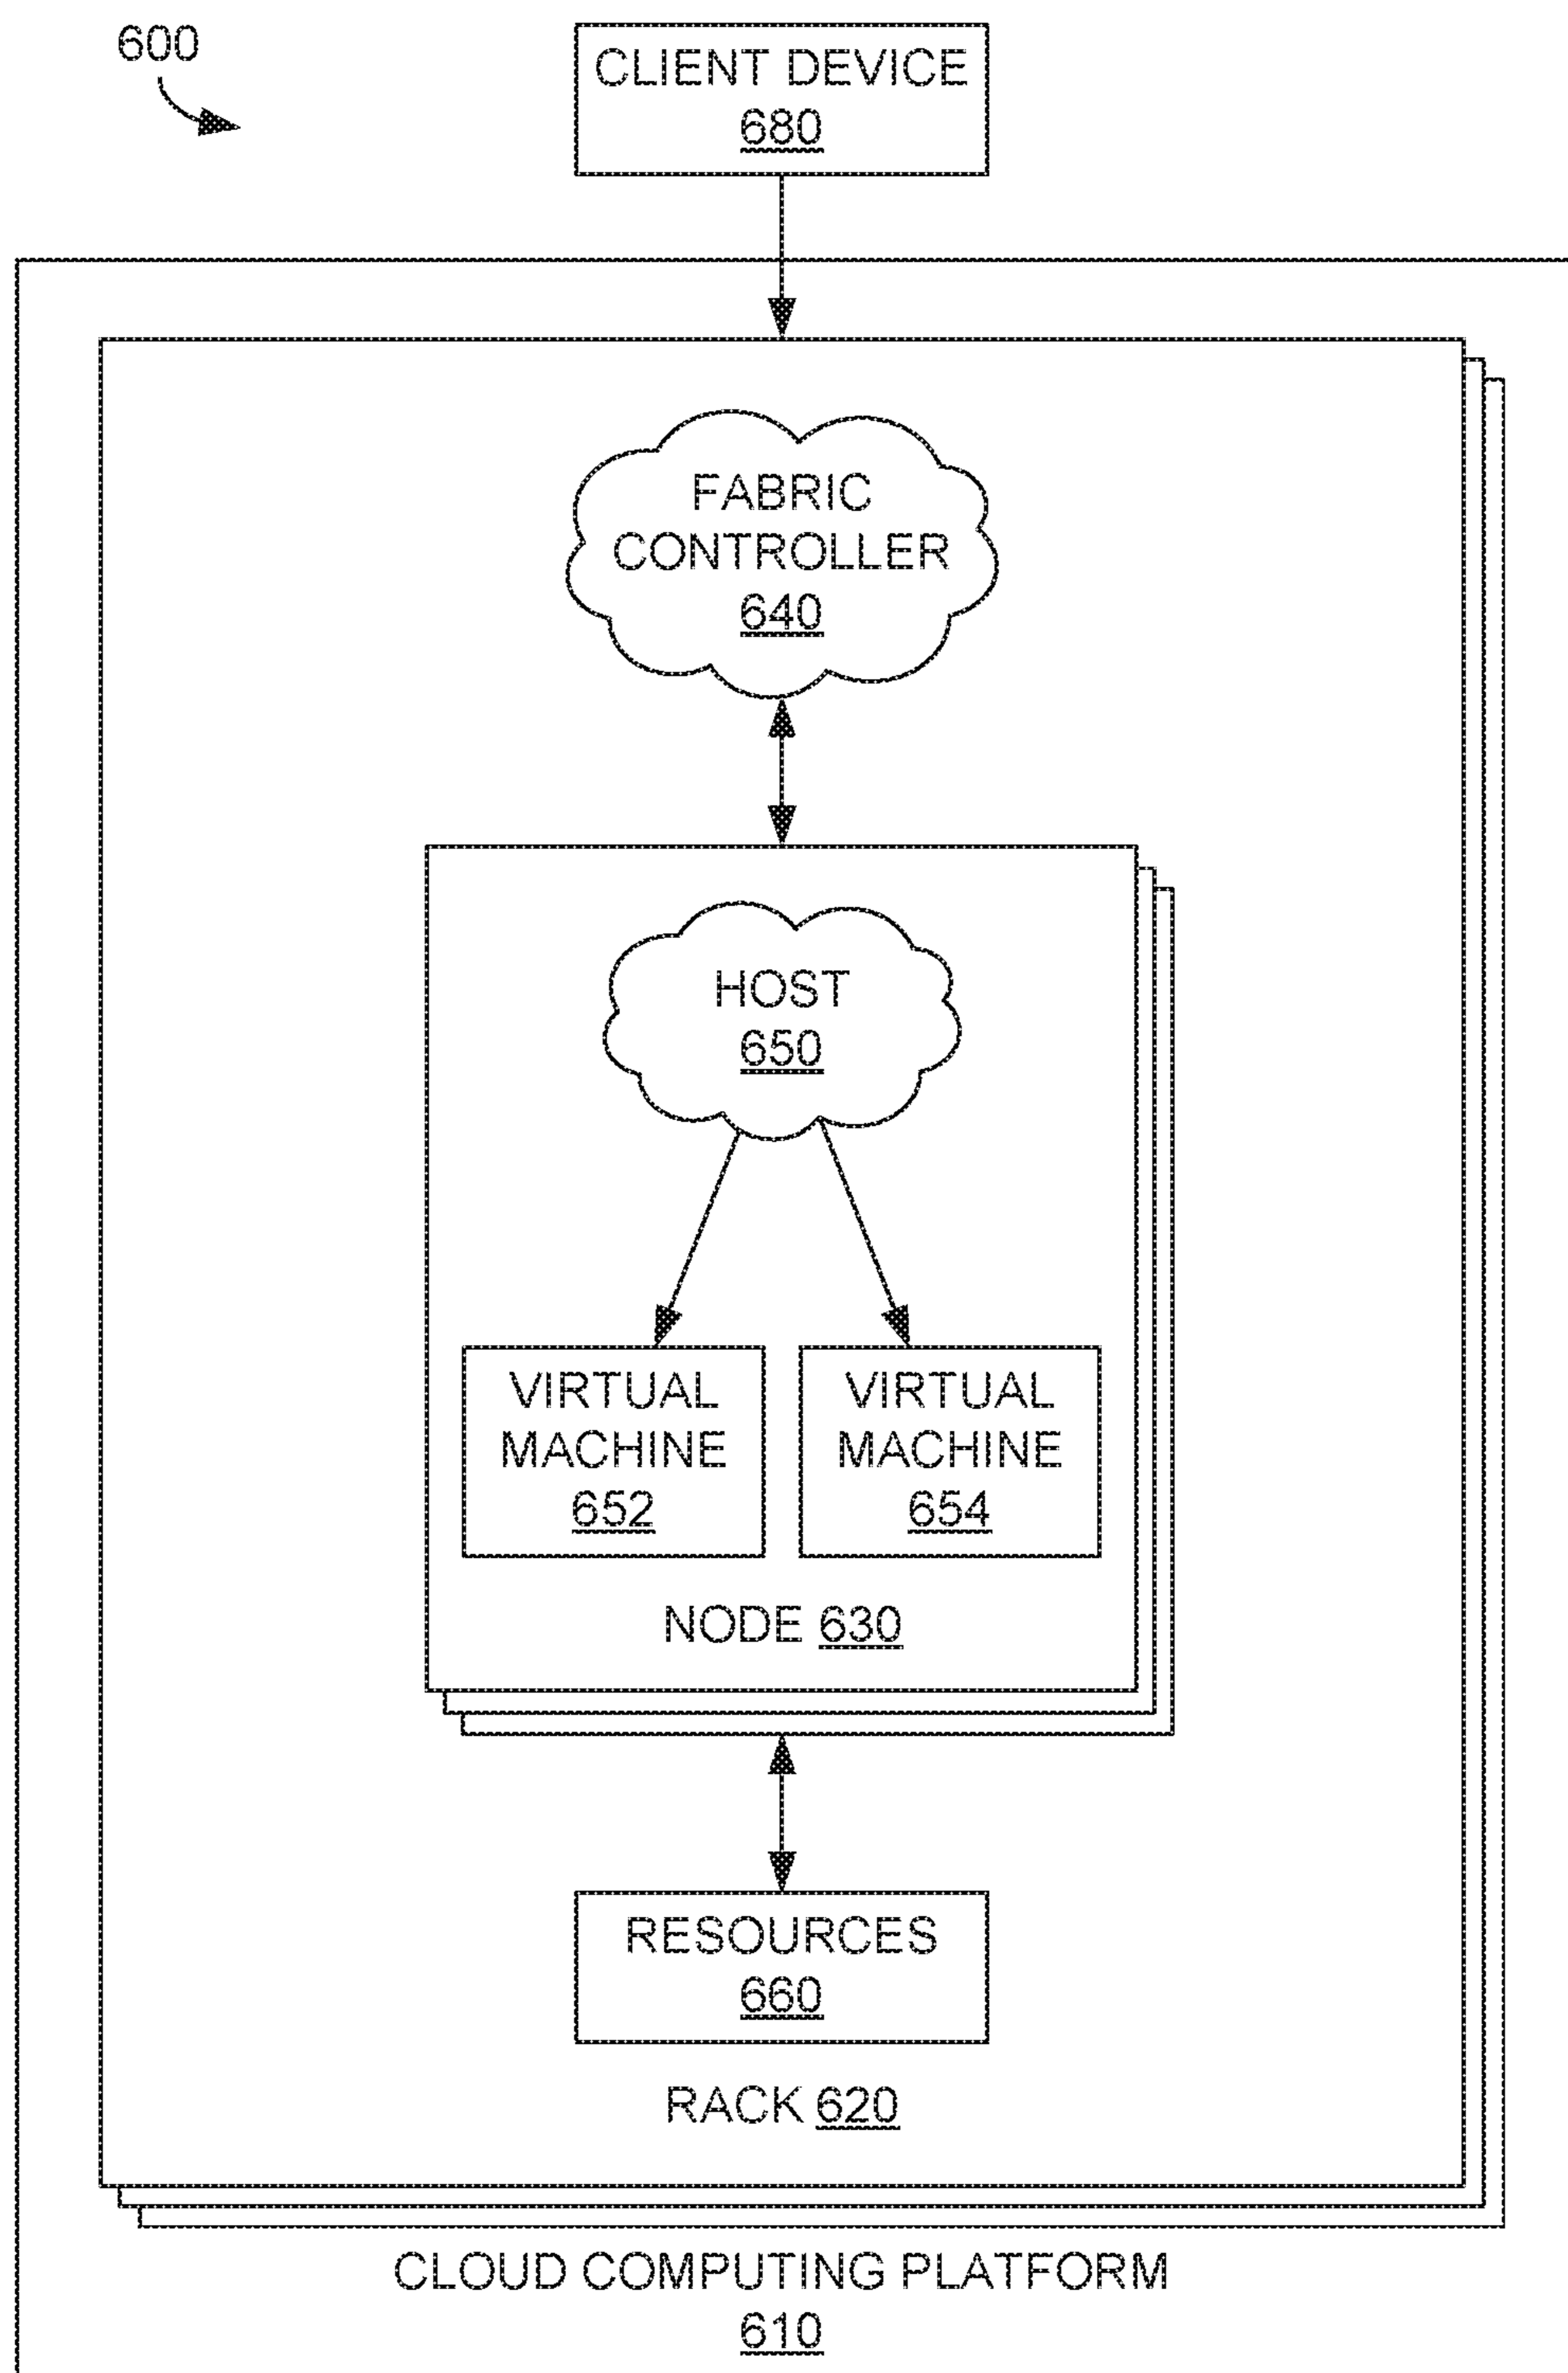 600
CLIENT DEVICE
680
FABRIC
CONTROLLER
640
HOST
650
VIRTUAL
MACHINE
652
VIRTUAL
MACHINE
654
NODE 630
RESOURCES
660
RACK 620
CLOUD COMPUTING PLATFORM
610